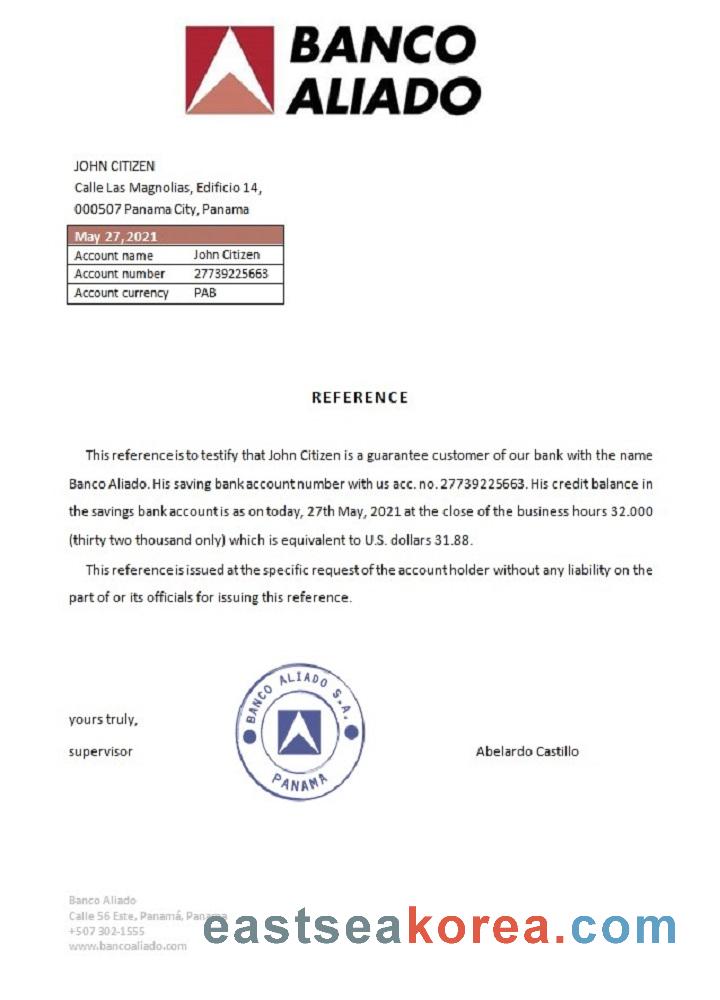 BANCO
ALIADO
JOHN CITIZEN
Calle Las Magnolias, Edificio 14,
000507 Panama City, Panama
May 27, 2021
Account name John Citizen
Account number 27739225663
Account currency PAB
REFERENCE
This reference is to testify that John Citizen is a guarantee customer of our bank with the name
Banco Aliado. His saving bank account number with us acc. no. 27739225663. His credit balance in
the savings bank account is as on today, 27th May, 2021 at the close of the business hours 32.000
(thirty two thousand only) which is equivalent to U.S. dollars 31.88.
This reference is issued at the specific request of the account holder without any liability on the
part of or its officials for issuing this reference.
yours truly,
supervisor
BANCO ALIADO S.A.
PANAMA
Abelardo Castillo
Banco Aliado
Calle 56 Este, Panamá, Panama
+507 302-1555
www.bancoaliado.com
eastseakorea.com